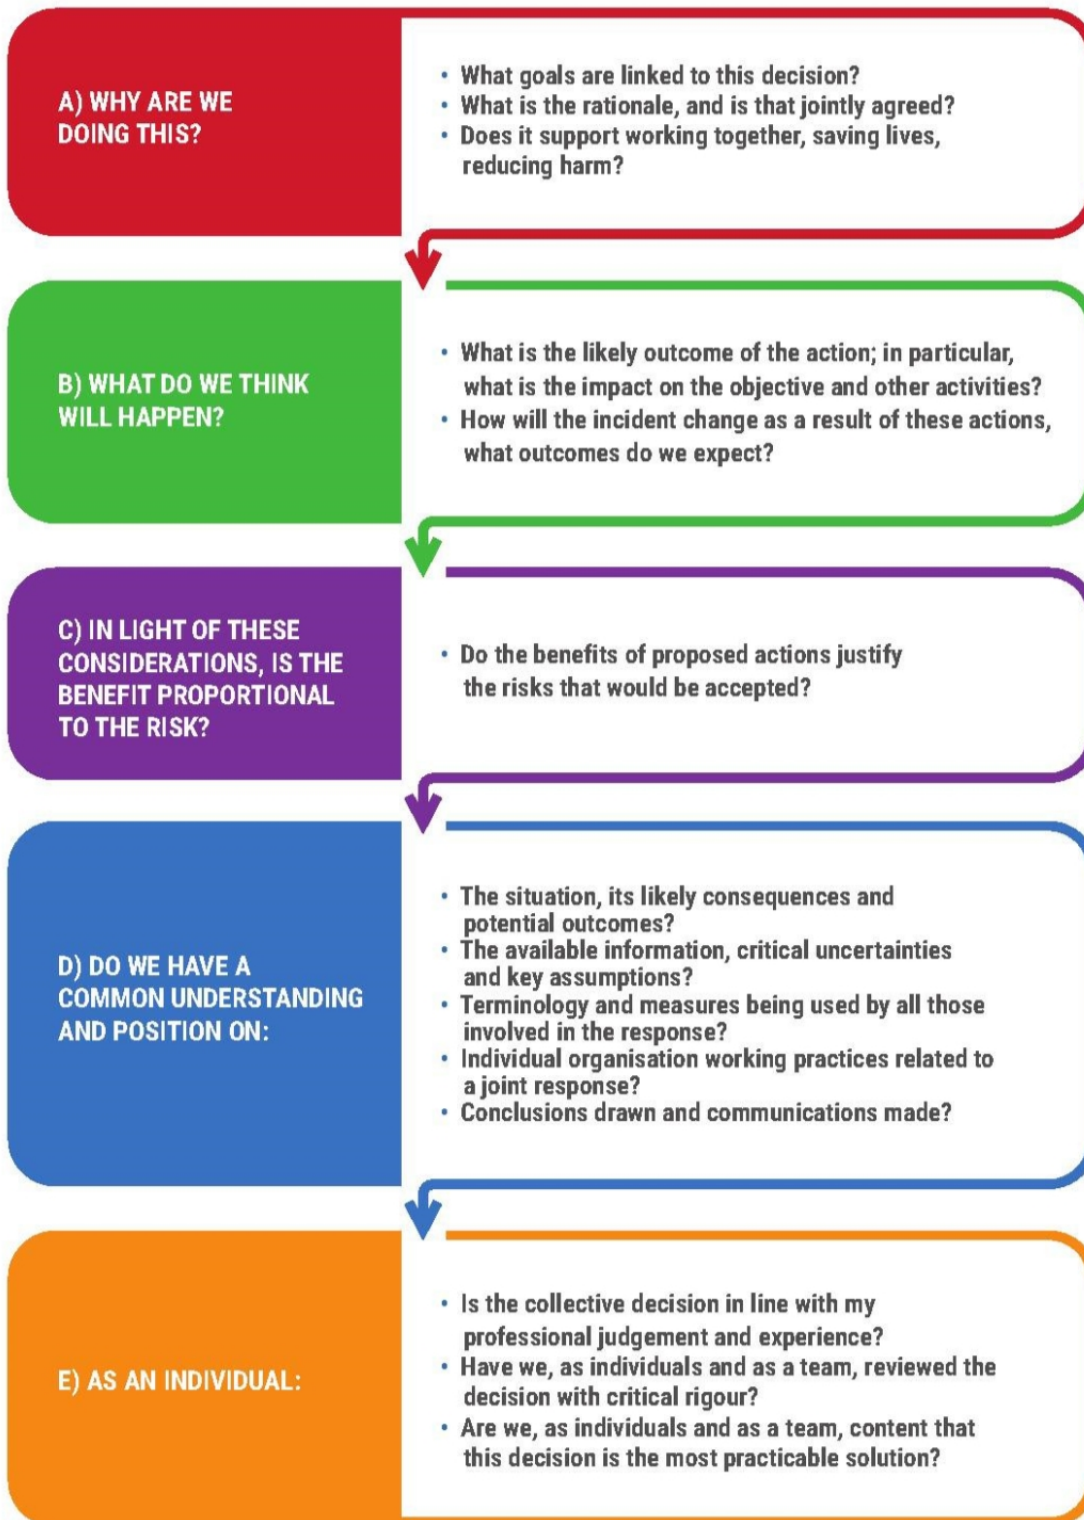 A) WHY ARE WE
DOING THIS?
• What goals are linked to this decision?
• What is the rationale, and is that jointly agreed?
• Does it support working together, saving lives,
reducing harm?
B) WHAT DO WE THINK
WILL HAPPEN?
• What is the likely outcome of the action; in particular,
what is the impact on the objective and other activities?
• How will the incident change as a result of these actions,
what outcomes do we expect?
C) IN LIGHT OF THESE
CONSIDERATIONS, IS THE
BENEFIT PROPORTIONAL
TO THE RISK?
• Do the benefits of proposed actions justify
the risks that would be accepted?
D) DO WE HAVE A
COMMON UNDERSTANDING
AND POSITION ON:
• The situation, its likely consequences and
potential outcomes?
• The available information, critical uncertainties
and key assumptions?
• Terminology and measures being used by all those
involved in the response?
• Individual organisation working practices related to
a joint response?
• Conclusions drawn and communications made?
E) AS AN INDIVIDUAL:
• Is the collective decision in line with my
professional judgement and experience?
• Have we, as individuals and as a team, reviewed the
decision with critical rigour?
• Are we, as individuals and as a team, content that
this decision is the most practicable solution?